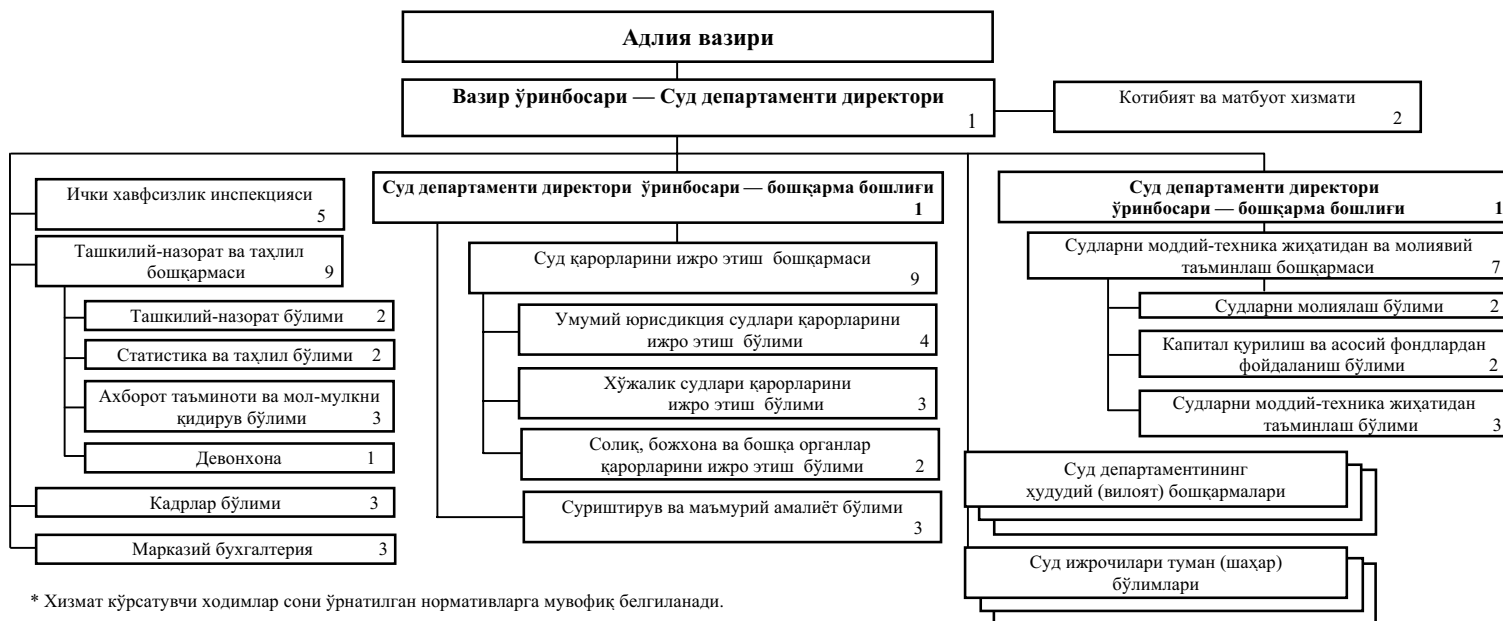 Адлия вазири
Вазир ўринбосари — Суд департаменти директори
1
Котибият ва матбуот хизмати
2
Ички хавфсизлик инспекцияси
5
Ташкилий-назорат ва таҳлил
бошқармаси
9
Ташкилий-назорат бўлими 2
Статистика ва таҳлил бўлими 2
Ахборот таъминоти ва мол-мулкни
қидирув бўлими 3
Девонхона 1
Кадрлар бўлими 3
Марказий бухгалтерия 3
Суд департаменти директори ўринбосари — бошқарма бошлиғи
1
Суд қарорларини ижро этиш бошқармаси
9
Умумий юрисдикция судлари қарорларини
ижро этиш бўлими 4
Хўжалик судлари қарорларини
ижро этиш бўлими 3
Солиқ, божхона ва бошқа органлар
қарорларини ижро этиш бўлими 2
Суриштирув ва маъмурий амалиёт бўлими
3
Суд департаменти директори
ўринбосари — бошқарма бошлиғи 1
Судларни моддий-техника жиҳатидан ва молиявий
таъминлаш бошқармаси 7
Судларни молиялаш бўлими 2
Капитал қурилиш ва асосий фондлардан
фойдаланиш бўлими 2
Судларни моддий-техника жиҳатидан
таъминлаш бўлими 3
Суд департаментининг
ҳудудий (вилоят) бошқармалари
Суд ижрочилари туман (шаҳар)
бўлимлари
* Хизмат кўрсатувчи ходимлар сони ўрнатилган нормативларга мувофиқ белгиланади.